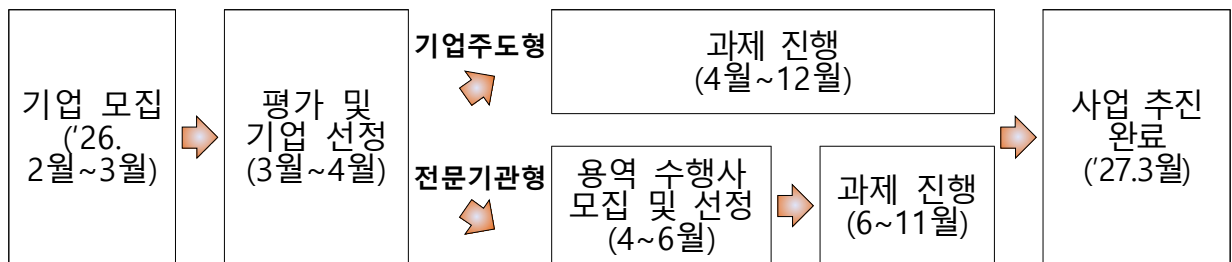 기업 모집
('26.
2월~3월)
평가 및
기업 선정
(3월~4월)
기업주도형
과제 진행
(4월~12월)
전문기관형
용역 수행사
모집 및 선정
(4~6월)
과제 진행
(6~11월)
사업 추진
완료
('27.3월)